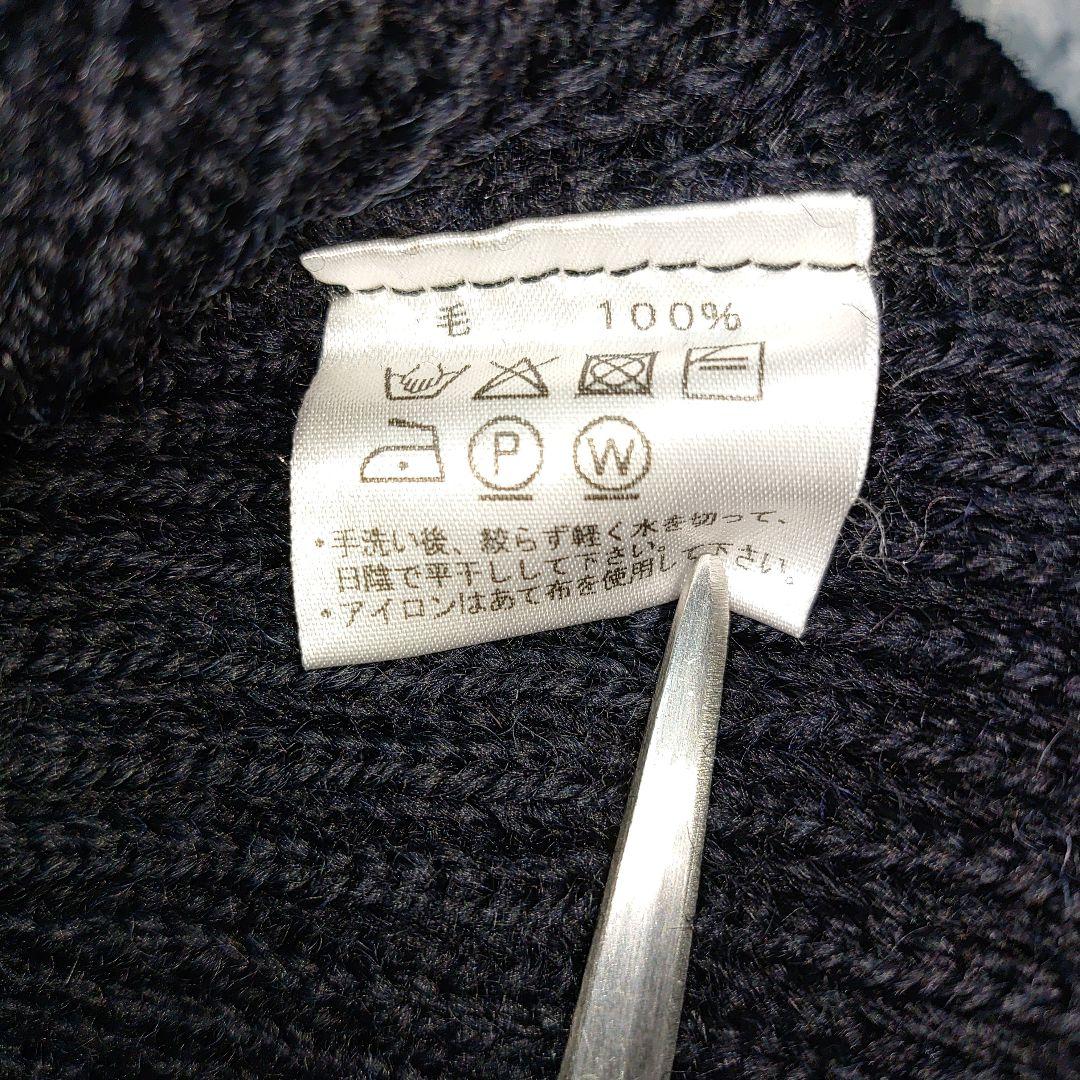 毛 100%
P W
・手洗い後、絞らず軽く水を切って、
日陰で平干しして下さい。
・アイロンはあて布を使用して下さい。